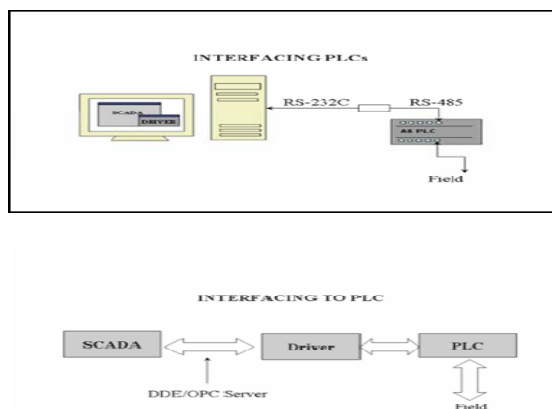 INTERFACING PLCs
SCADA
DRIVER
RS-232C
RS-485
AS PLC
Field
INTERFACING TO PLC
SCADA
Driver
PLC
DDE/OPC Server
Field